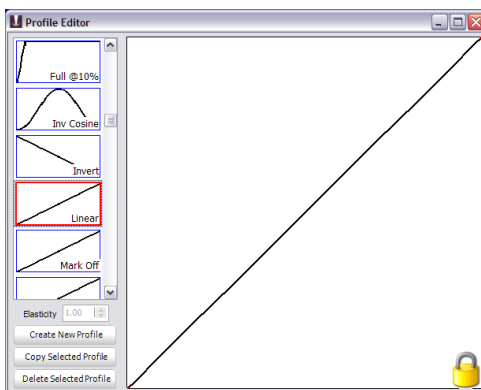 Profile Editor
Full @10%
Inv Cosine
Invert
Linear
Mark Off
Elasticity 1.00
Create New Profile
Copy Selected Profile
Delete Selected Profile